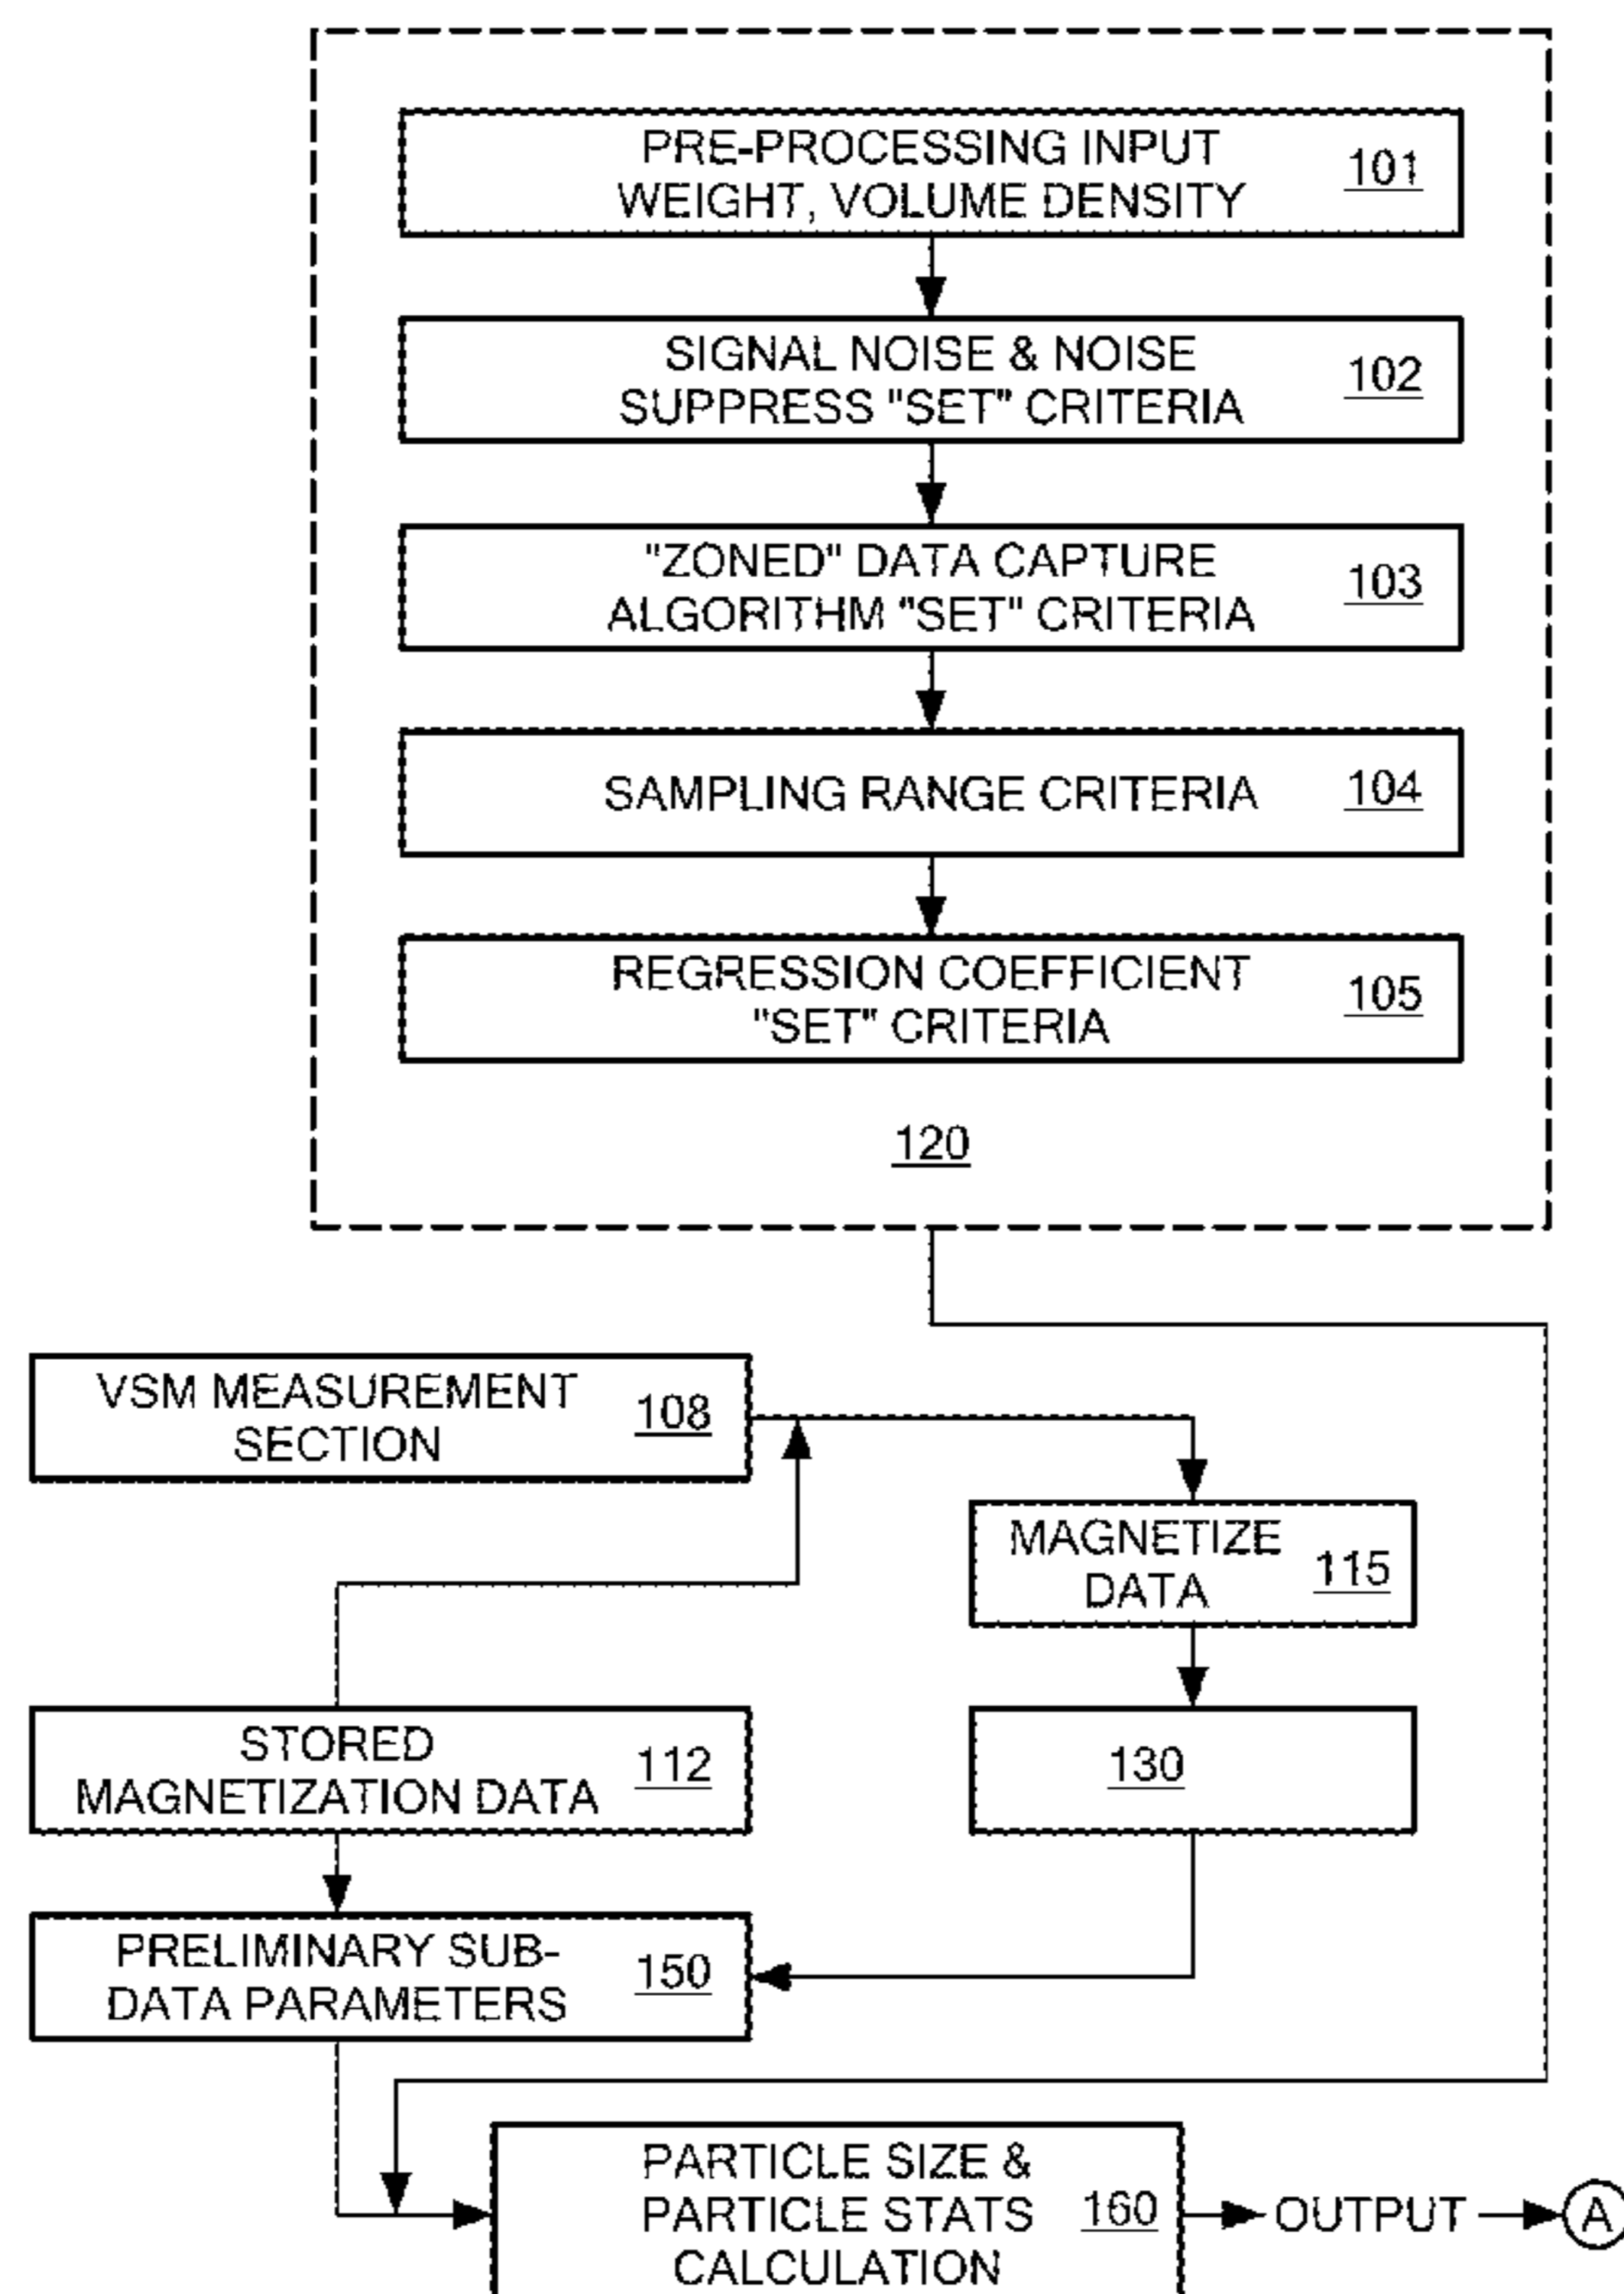 PRE-PROCESSING INPUT
WEIGHT, VOLUME DENSITY
101
SIGNAL NOISE & NOISE
SUPPRESS "SET" CRITERIA
102
"ZONED" DATA CAPTURE
ALGORITHM "SET" CRITERIA
103
SAMPLING RANGE CRITERIA
104
REGRESSION COEFFICIENT
"SET" CRITERIA
105
120
VSM MEASUREMENT
SECTION
108
MAGNETIZE
DATA
115
STORED
MAGNETIZATION DATA
112
130
PRELIMINARY SUB-
DATA PARAMETERS
150
PARTICLE SIZE &
PARTICLE STATS
CALCULATION
160
OUTPUT
A